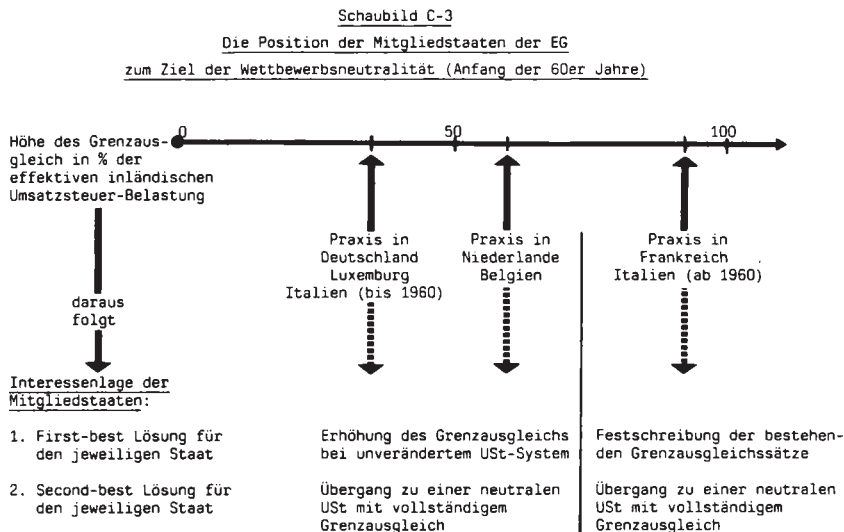 Schaubild C-3
Die Position der Mitgliedstaaten der EG
zum Ziel der Wettbewerbsneutralität (Anfang der 60er Jahre)
0 50 100
Höhe des Grenzaus-
gleich in % der
effektiven inländischen
Umsatzsteuer-Belastung
Praxis in
Deutschland
Luxemburg
Italien (bis 1960)
Praxis in
Niederlande
Belgien
Praxis in
Frankreich
Italien (ab 1960)
daraus
folgt
Interessenlage der
Mitgliedstaaten:
1. First-best Lösung für
den jeweiligen Staat
Erhöhung des Grenzausgleichs
bei unverändertem USt-System
Festschreibung der bestehen-
den Grenzausgleichssätze
2. Second-best Lösung für
den jeweiligen Staat
Übergang zu einer neutralen
USt mit vollständigem
Grenzausgleich
Übergang zu einer neutralen
USt mit vollständigem
Grenzausgleich